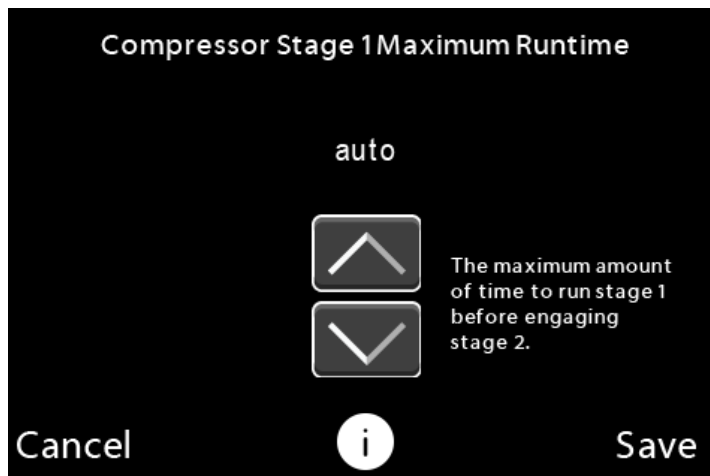 Compressor Stage 1 Maximum Runtime
auto
The maximum amount
of time to run stage 1
before engaging
stage 2.
Cancel
i
Save